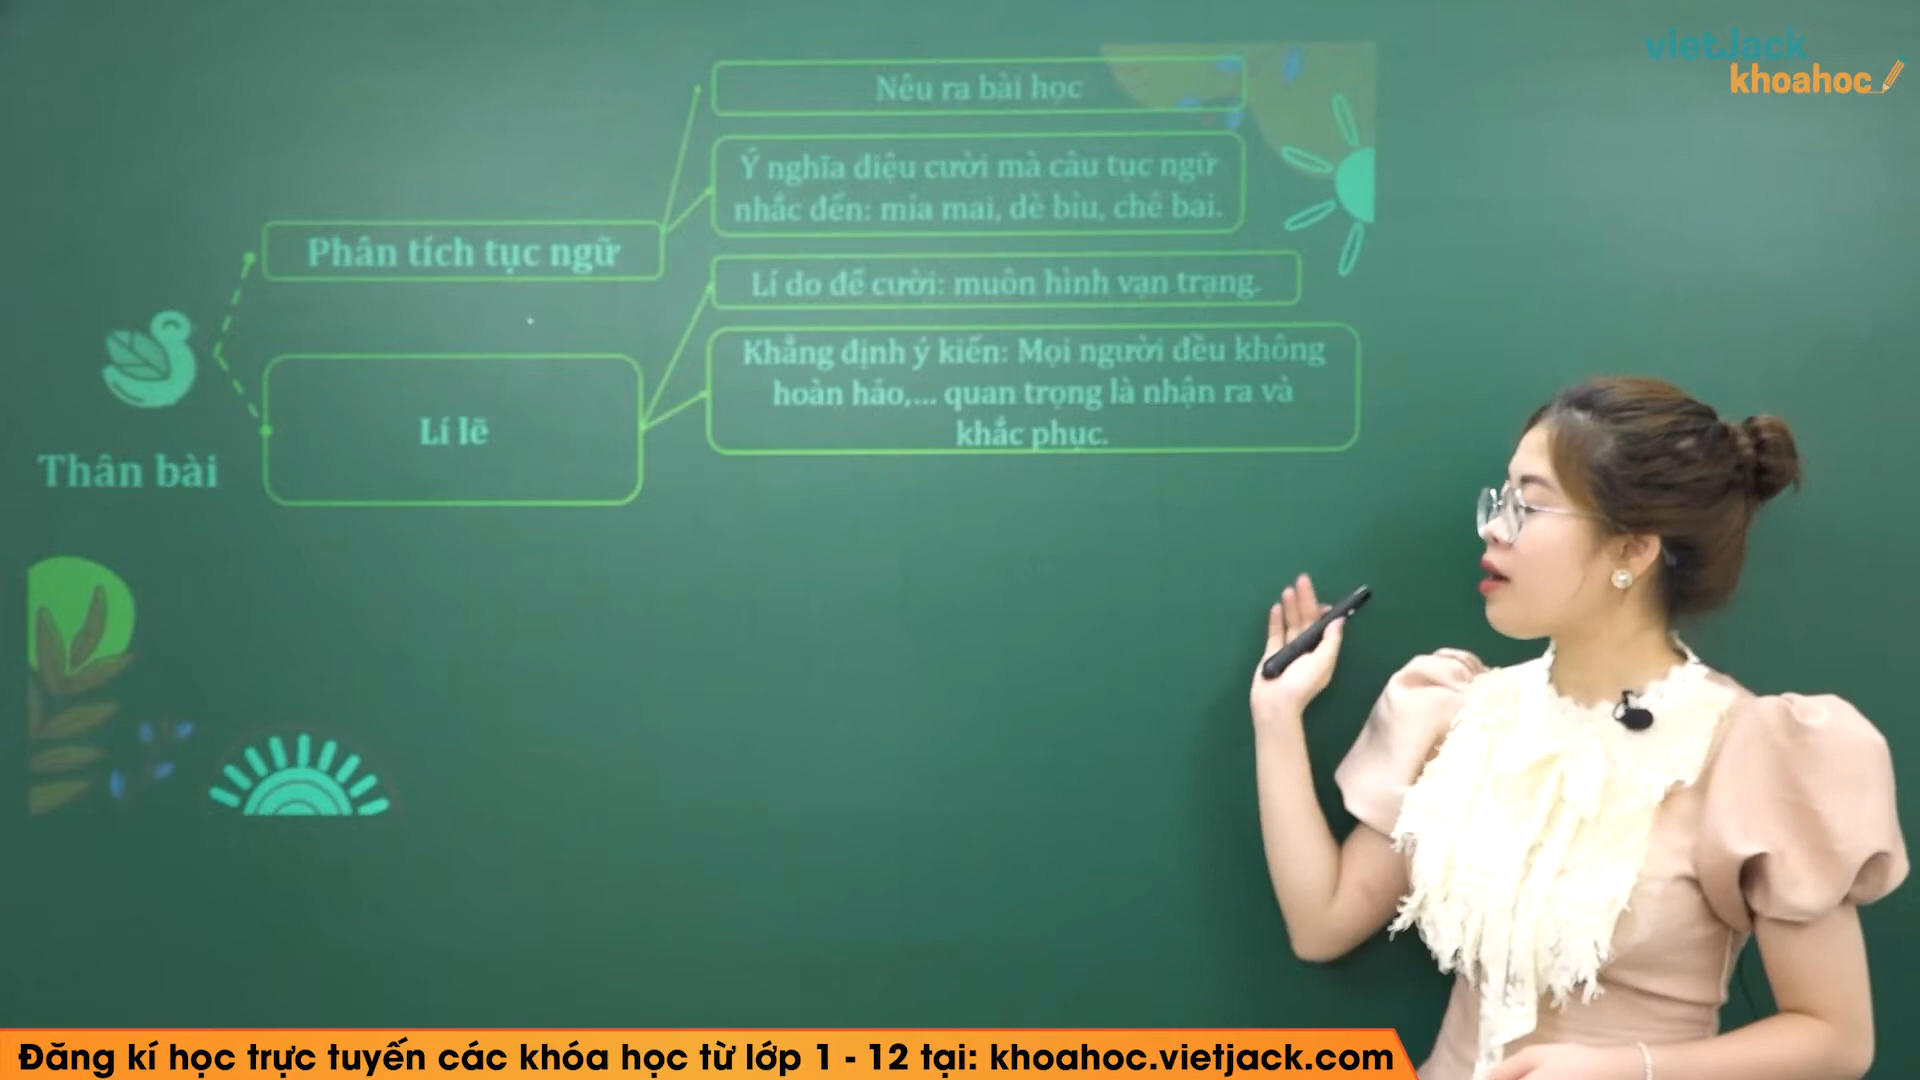 vietJack
khoahoc
Nêu ra bài học
Ý nghĩa điệu cười mà câu tục ngữ
nhắc đến: mỉa mai, dè bỉu, chê bai.
Phân tích tục ngữ
Lí do để cười: muôn hình vạn trạng.
Khẳng định ý kiến: Mọi người đều không
hoàn hảo,... quan trọng là nhận ra và
khắc phục.
Lí lẽ
Thân bài
Đăng kí học trực tuyến các khóa học từ lớp 1 - 12 tại: khoahoc.vietjack.com